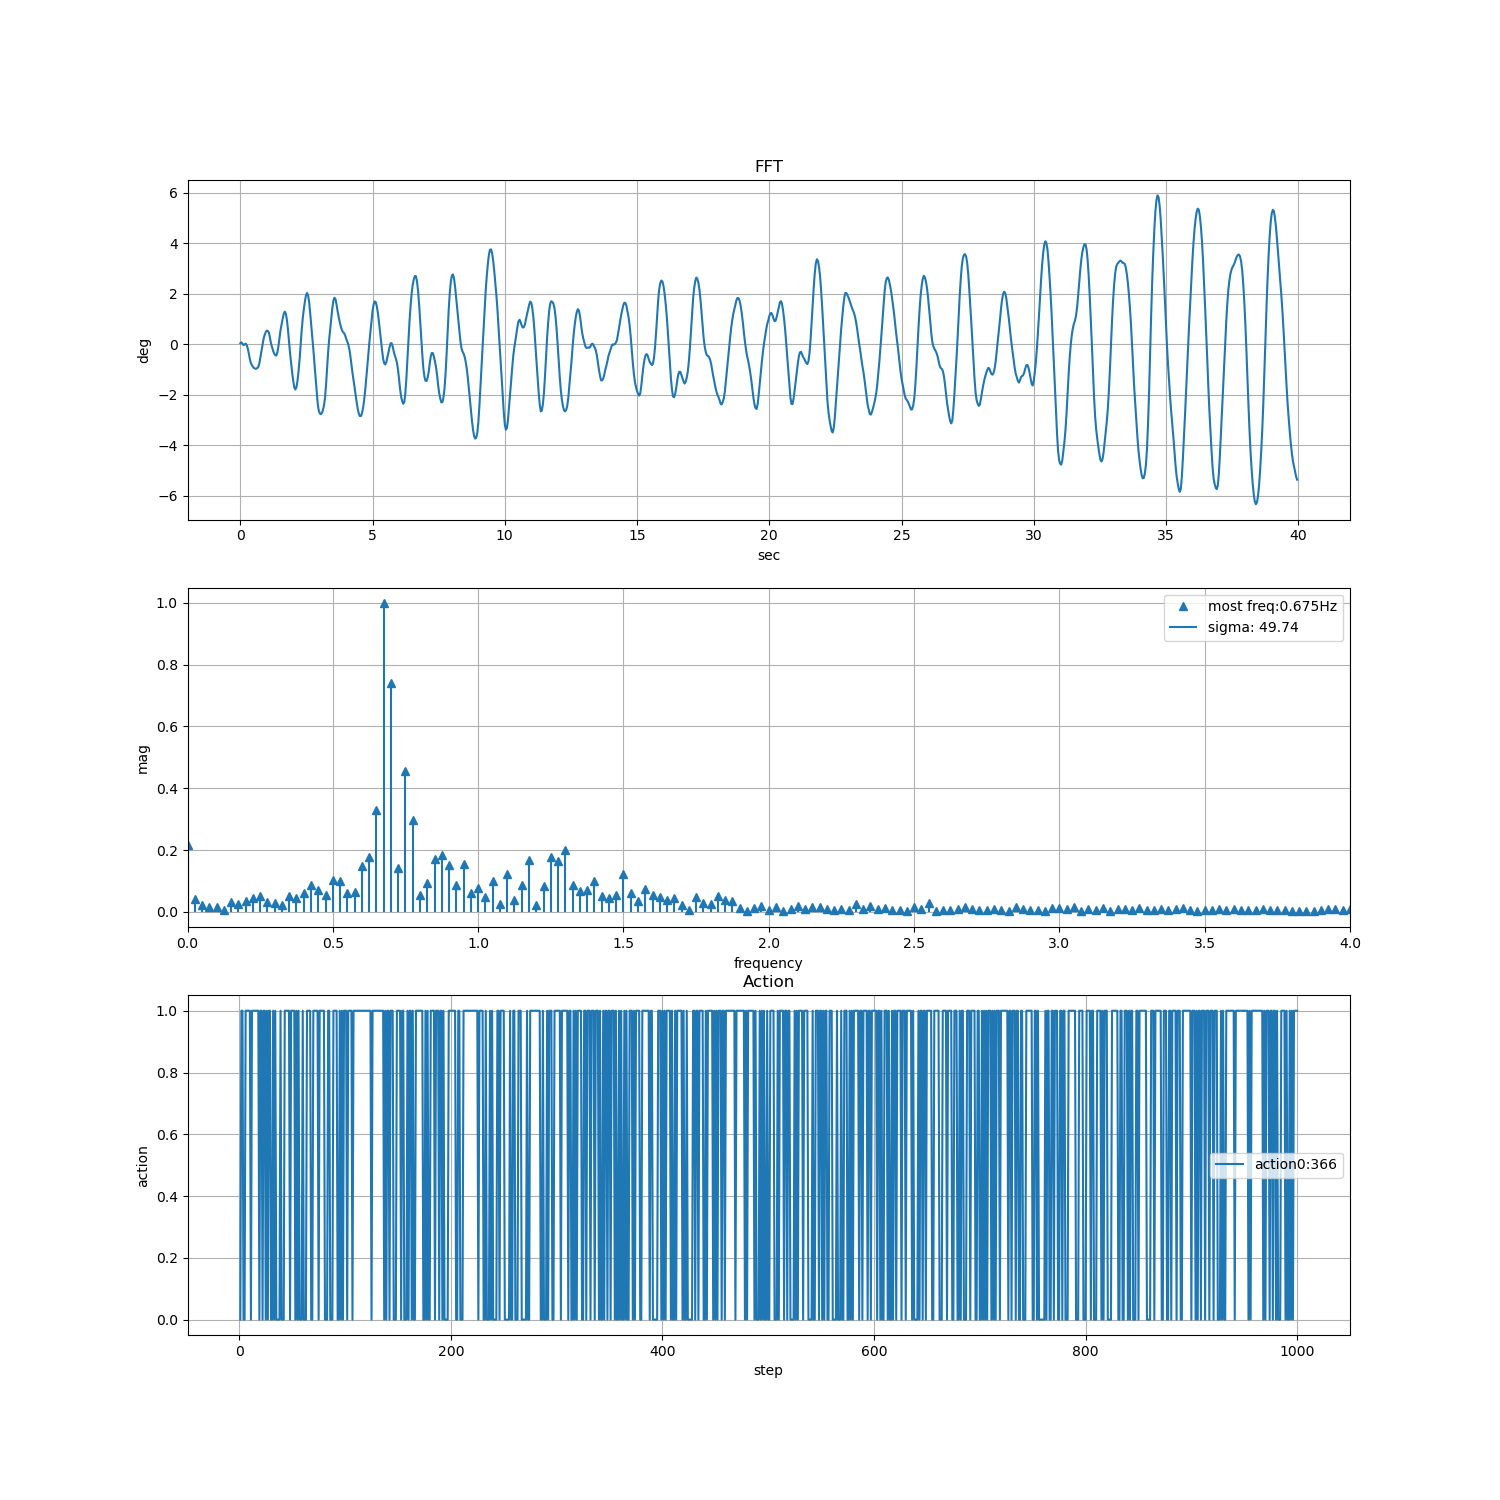 FFT
6
4
2
0
−2
−4
−6
deg
0 5 10 15 20 25 30 35 40
sec
most freq:0.675Hz
sigma: 49.74
1.0
0.8
0.6
0.4
0.2
0.0
mag
0.0 0.5 1.0 1.5 2.0 2.5 3.0 3.5 4.0
frequency
Action
1.0
0.8
0.6
0.4
0.2
0.0
action
action0:366
0 200 400 600 800 1000
step